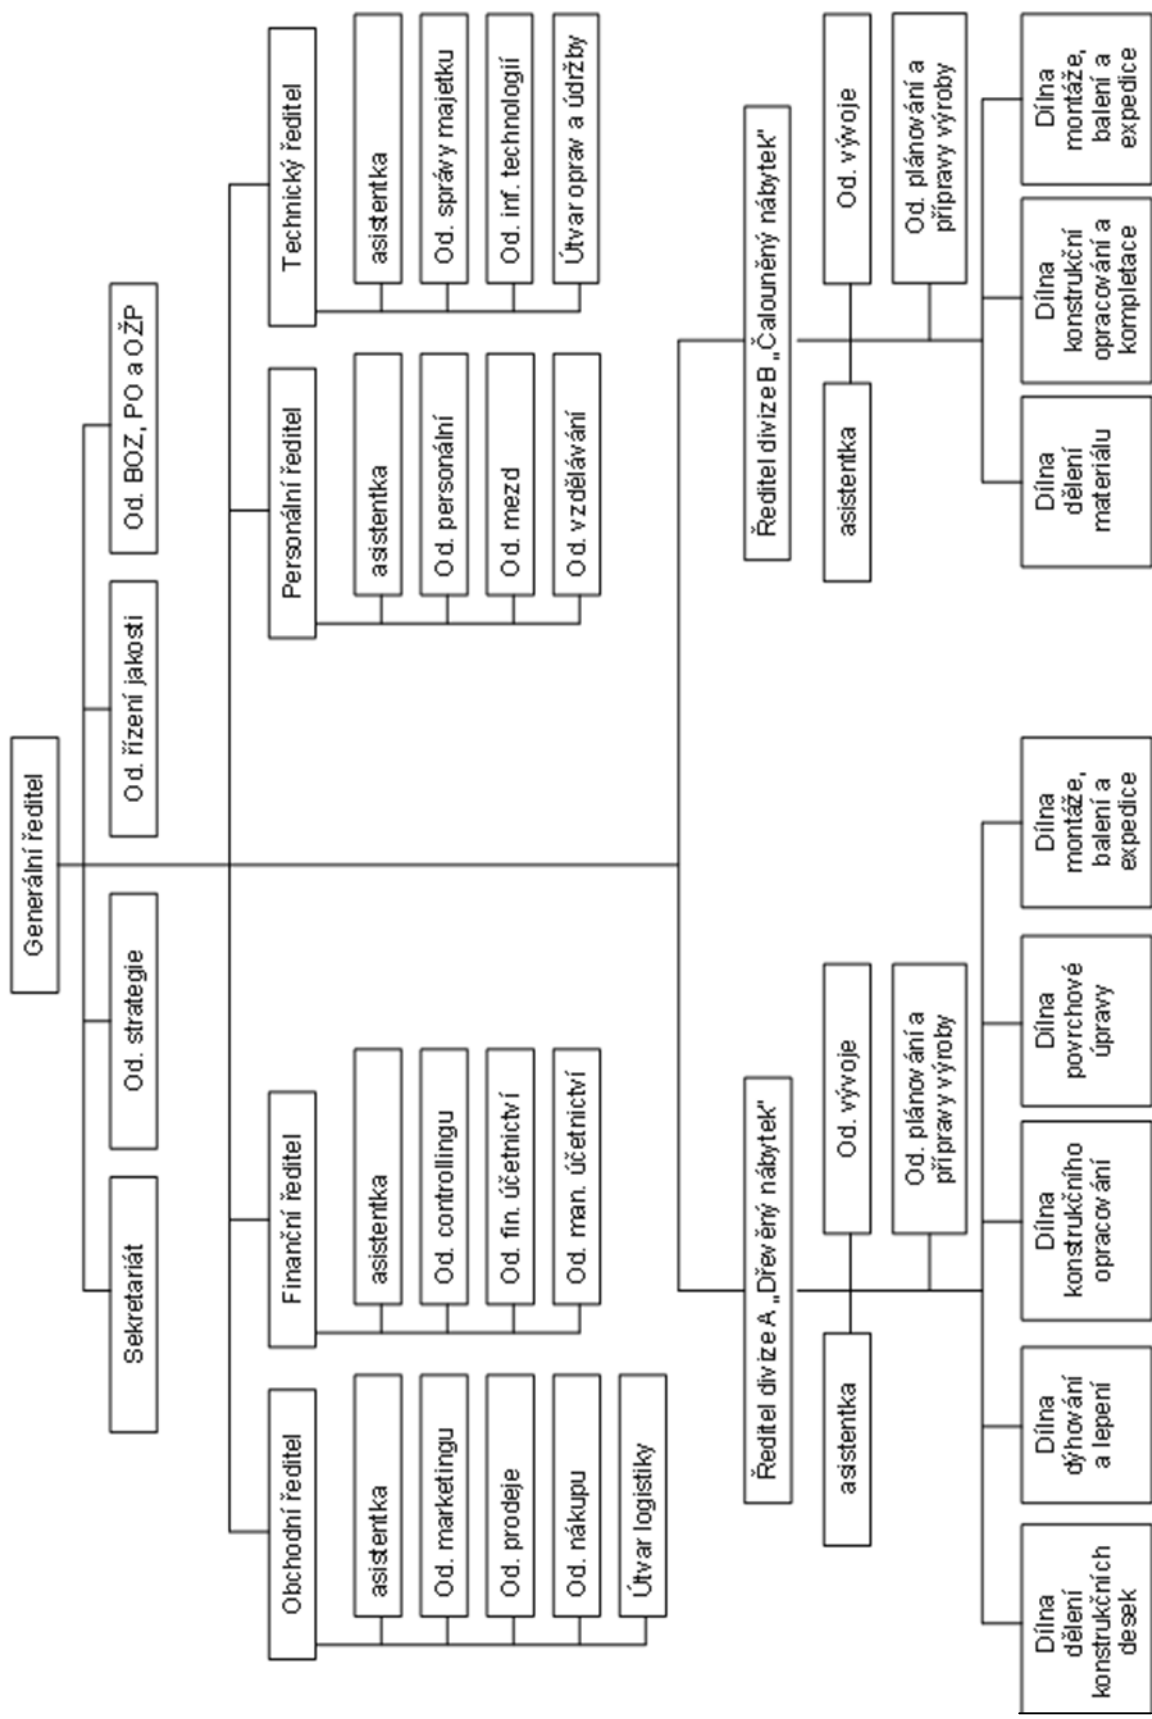 Generální ředitel
Sekretariát
Od. strategie
Od. řízení jakosti
Od. BOZ, PO a OŽP
Obchodní ředitel
asistentka
Od. marketingu
Od. prodeje
Od. nákupu
Útvar logistiky
Finanční ředitel
asistentka
Od. controllingu
Od. fin. účetnictví
Od. man. účetnictví
Personální ředitel
asistentka
Od. personální
Od. mezd
Od. vzdělávání
Technický ředitel
asistentka
Od. správy majetku
Od. inf. technologií
Útvar oprav a údržby
Ředitel divize A „Dřevěný nábytek"
asistentka
Od. vývoje
Od. plánování a
přípravy výroby
Dílna
dělení
konstrukčních
desek
Dílna
dýhování
a lepení
Dílna
konstrukčního
opracování
Dílna
povrchové
úpravy
Dílna
montáže,
balení a
expedice
Ředitel divize B „Čalouněný nábytek"
asistentka
Od. vývoje
Od. plánování a
přípravy výroby
Dílna
dělení
materiálu
Dílna
konstrukční
opracování a
kompletace
Dílna
montáže,
balení a
expedice